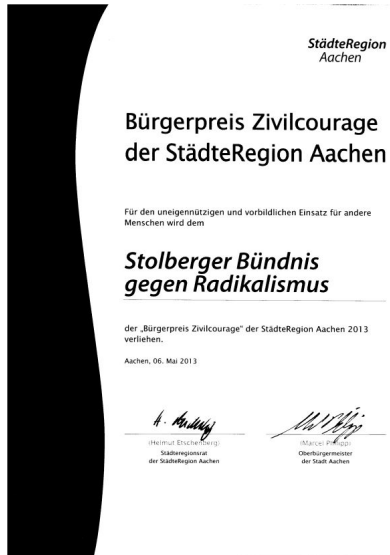 StädteRegion
Aachen
Bürgerpreis Zivilcourage
der StädteRegion Aachen
Für den uneigennützigen und vorbildlichen Einsatz für andere
Menschen wird dem
Stolberger Bündnis
gegen Radikalismus
der „Bürgerpreis Zivilcourage" der StädteRegion Aachen 2013
verliehen.
Aachen, 06. Mai 2013
(Helmut Etschenberg) (Marcel Philipp)
Städteregionsrat Oberbürgermeister
der StädteRegion Aachen der Stadt Aachen